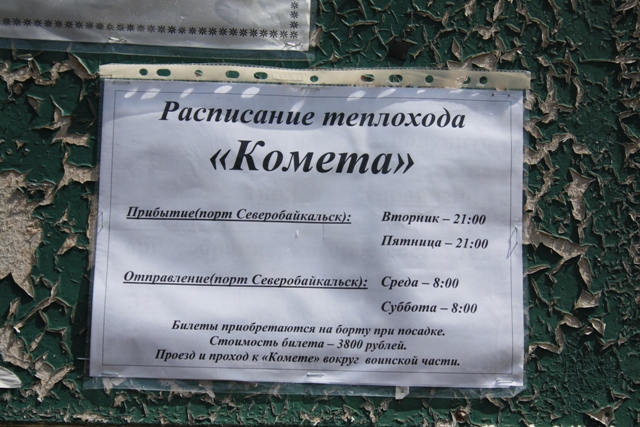 Расписание теплохода
«Комета»
Прибытие(порт Северобайкальск): Вторник – 21:00
Пятница – 21:00
Отправление(порт Северобайкальск): Среда – 8:00
Суббота – 8:00
Билеты приобретаются на борту при посадке.
Стоимость билета – 3800 рублей.
Проезд и проход к «Комете» вокруг воинской части.